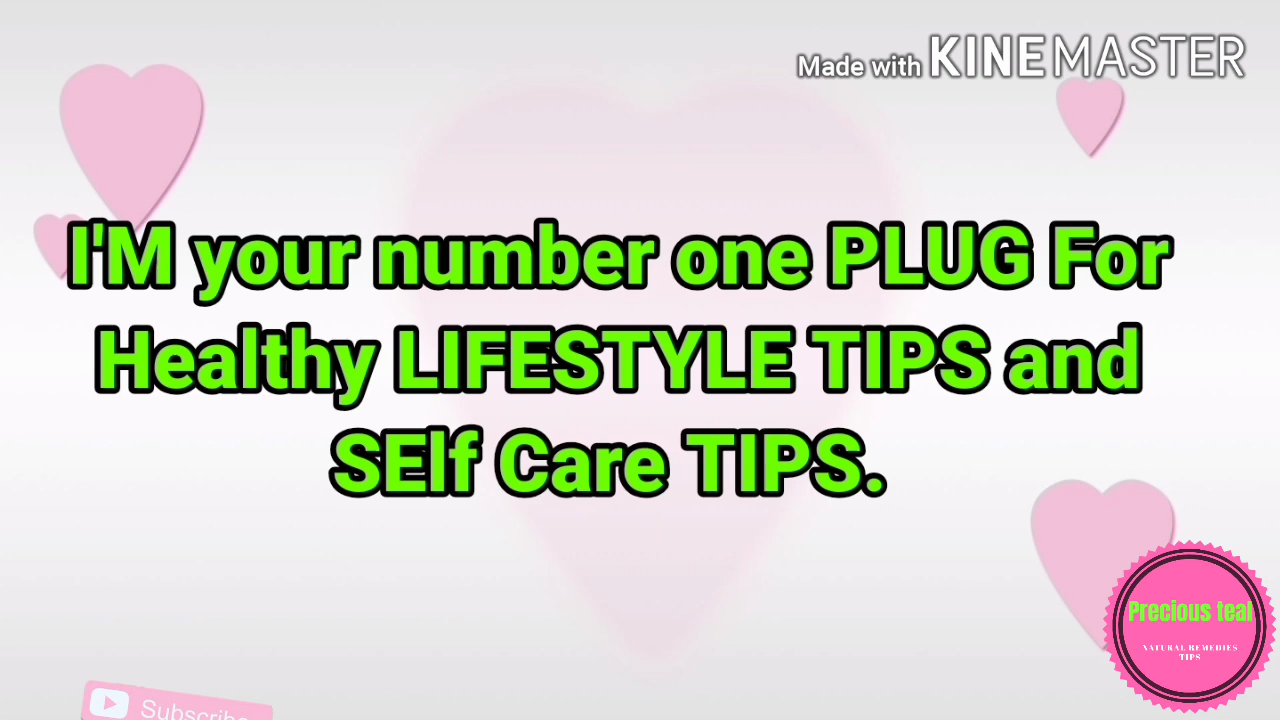 Made with KINEMASTER
I'M your number one PLUG For
Healthy LIFESTYLE TIPS and
SElf Care TIPS.
Precious teal
NATURAL REMEDIES
TIPS
Subscribe